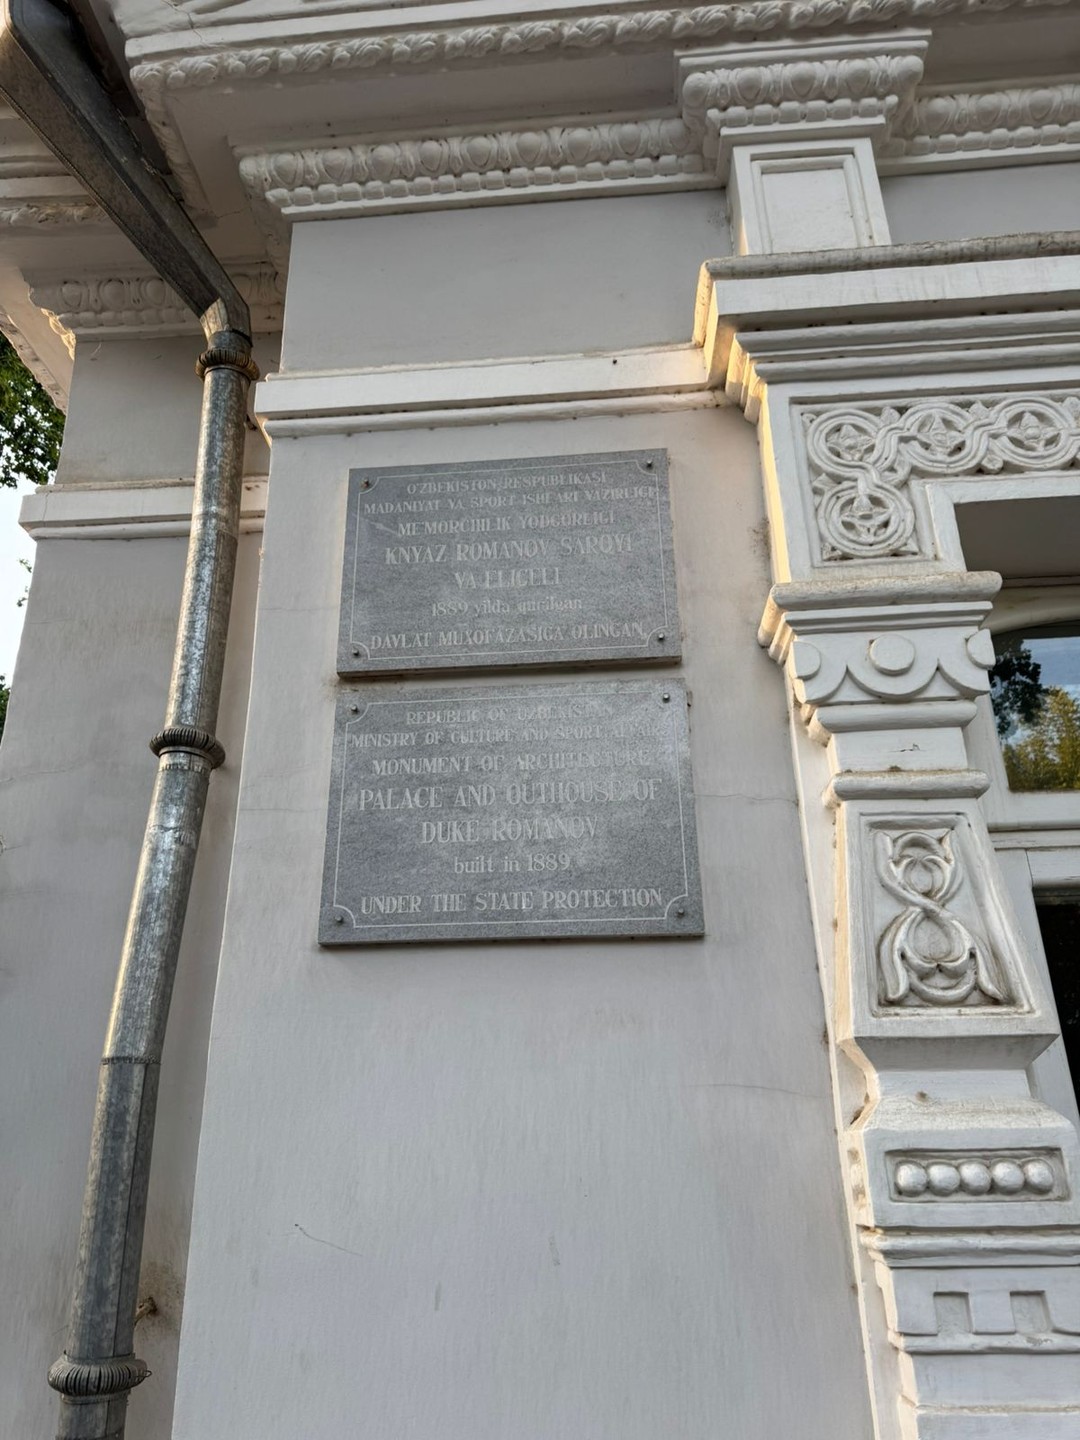 O'ZBEKISTON RESPUBLIKASI
MADANIYAT VA SPORT ISHLARI VAZIRLIGI
MEMORCHILIK YODGORLIGI
KNYAZ ROMANOV SAROYI
VA FLIGELI
1889 yilda qurilgan
DAVLAT MUXOFAZASIGA OLINGAN
REPUBLIC OF UZBEKISTAN
MINISTRY OF CULTURE AND SPORT AFFAIRS
MONUMENT OF ARCHITECTURE
PALACE AND OUTHOUSE OF
DUKE ROMANOV
built in 1889
UNDER THE STATE PROTECTION